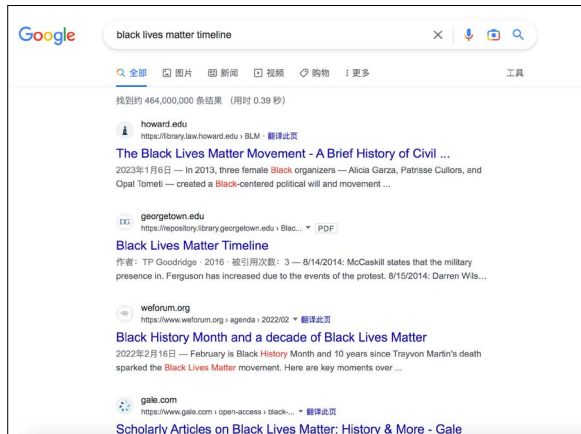 Google
black lives matter timeline
全部 图片 新闻 视频 购物 更多 工具
找到约 464,000,000 条结果 （用时 0.39 秒）
howard.edu
https://library.law.howard.edu › BLM · 翻译此页
The Black Lives Matter Movement - A Brief History of Civil ...
2023年1月6日 — In 2013, three female Black organizers — Alicia Garza, Patrisse Cullors, and
Opal Tometi — created a Black-centered political will and movement ...
DG
georgetown.edu
https://repository.library.georgetown.edu › Blac... PDF
Black Lives Matter Timeline
作者：TP Goodridge · 2016 · 被引用次数：3 — 8/14/2014: McCaskill states that the military
presence in. Ferguson has increased due to the events of the protest. 8/15/2014: Darren Wils...
weforum.org
https://www.weforum.org › agenda › 2022/02 翻译此页
Black History Month and a decade of Black Lives Matter
2022年2月16日 — February is Black History Month and 10 years since Trayvon Martin's death
sparked the Black Lives Matter movement. Here are key moments over ...
gale.com
https://www.gale.com › open-access › black-... 翻译此页
Scholarly Articles on Black Lives Matter: History & More - Gale